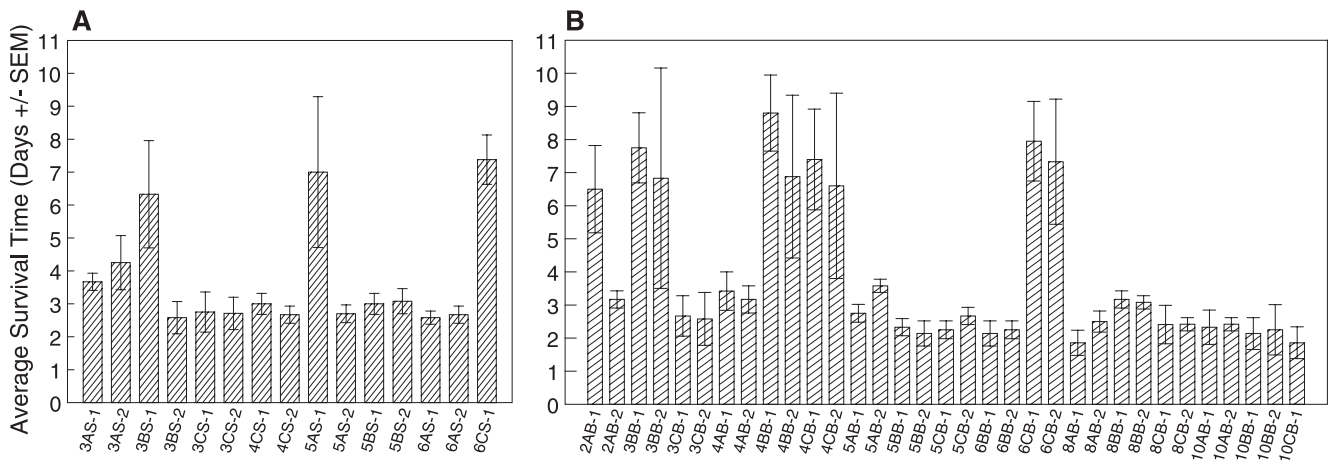 A
B
Average Survival Time (Days +/- SEM)
11
10
9
8
7
6
5
4
3
2
1
0
3AS-1
3AS-2
3BS-1
3BS-2
3CS-1
3CS-2
4CS-1
4CS-2
5AS-1
5AS-2
5BS-1
5BS-2
6AS-1
6AS-2
6CS-1
11
10
9
8
7
6
5
4
3
2
1
0
2AB-1
2AB-2
3BB-1
3BB-2
3CB-1
3CB-2
4AB-1
4AB-2
4BB-1
4BB-2
4CB-1
4CB-2
5AB-1
5AB-2
5BB-1
5BB-2
5CB-1
5CB-2
6BB-1
6BB-2
6CB-1
6CB-2
8AB-1
8AB-2
8BB-1
8BB-2
8CB-1
8CB-2
10AB-1
10AB-2
10BB-1
10BB-2
10CB-1